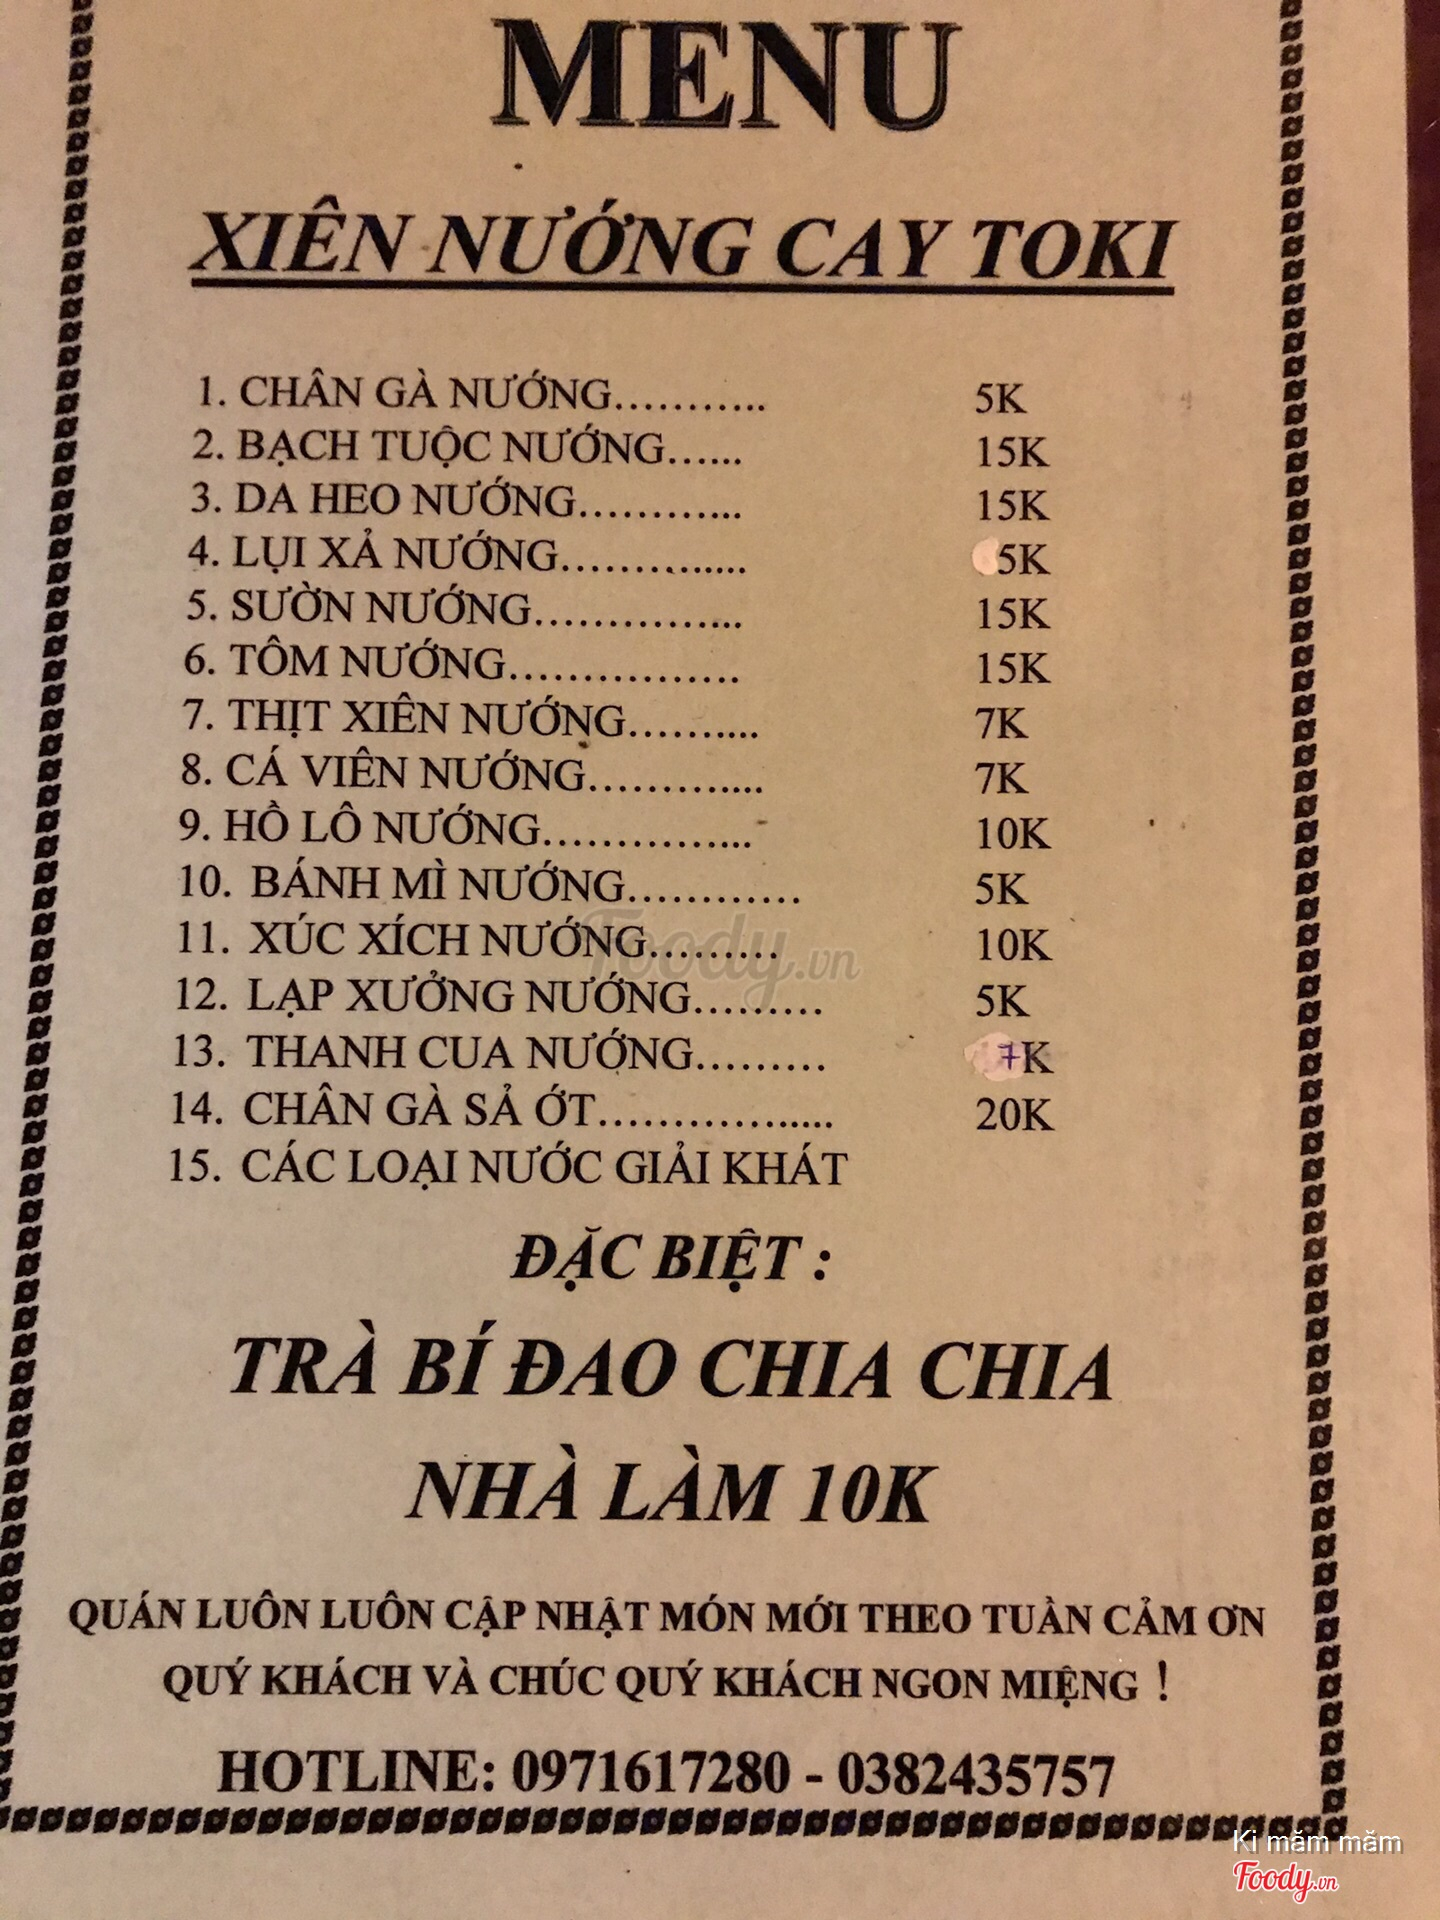 MENU
XIÊN NƯỚNG CAY TOKI
1. CHÂN GÀ NƯỚNG........... 5K
2. BẠCH TUỘC NƯỚNG...... 15K
3. DA HEO NƯỚNG............ 15K
4. LỤI XẢ NƯỚNG.............. 5K
5. SƯỜN NƯỚNG............... 15K
6. TÔM NƯỚNG................ 15K
7. THỊT XIÊN NƯỚNG.......... 7K
8. CÁ VIÊN NƯỚNG............. 7K
9. HỒ LÔ NƯỚNG............... 10K
10. BÁNH MÌ NƯỚNG............ 5K
11. XÚC XÍCH NƯỚNG......... 10K
12. LẠP XƯỞNG NƯỚNG......... 5K
13. THANH CUA NƯỚNG......... 7K
14. CHÂN GÀ SẢ ỚT................. 20K
15. CÁC LOẠI NƯỚC GIẢI KHÁT
ĐẶC BIỆT :
TRÀ BÍ ĐAO CHIA CHIA
NHÀ LÀM 10K
QUÁN LUÔN LUÔN CẬP NHẬT MÓN MỚI THEO TUẦN CẢM ƠN
QUÝ KHÁCH VÀ CHÚC QUÝ KHÁCH NGON MIỆNG !
HOTLINE: 0971617280 - 0382435757
Foody.vn
Ki măm măm
Foody.vn